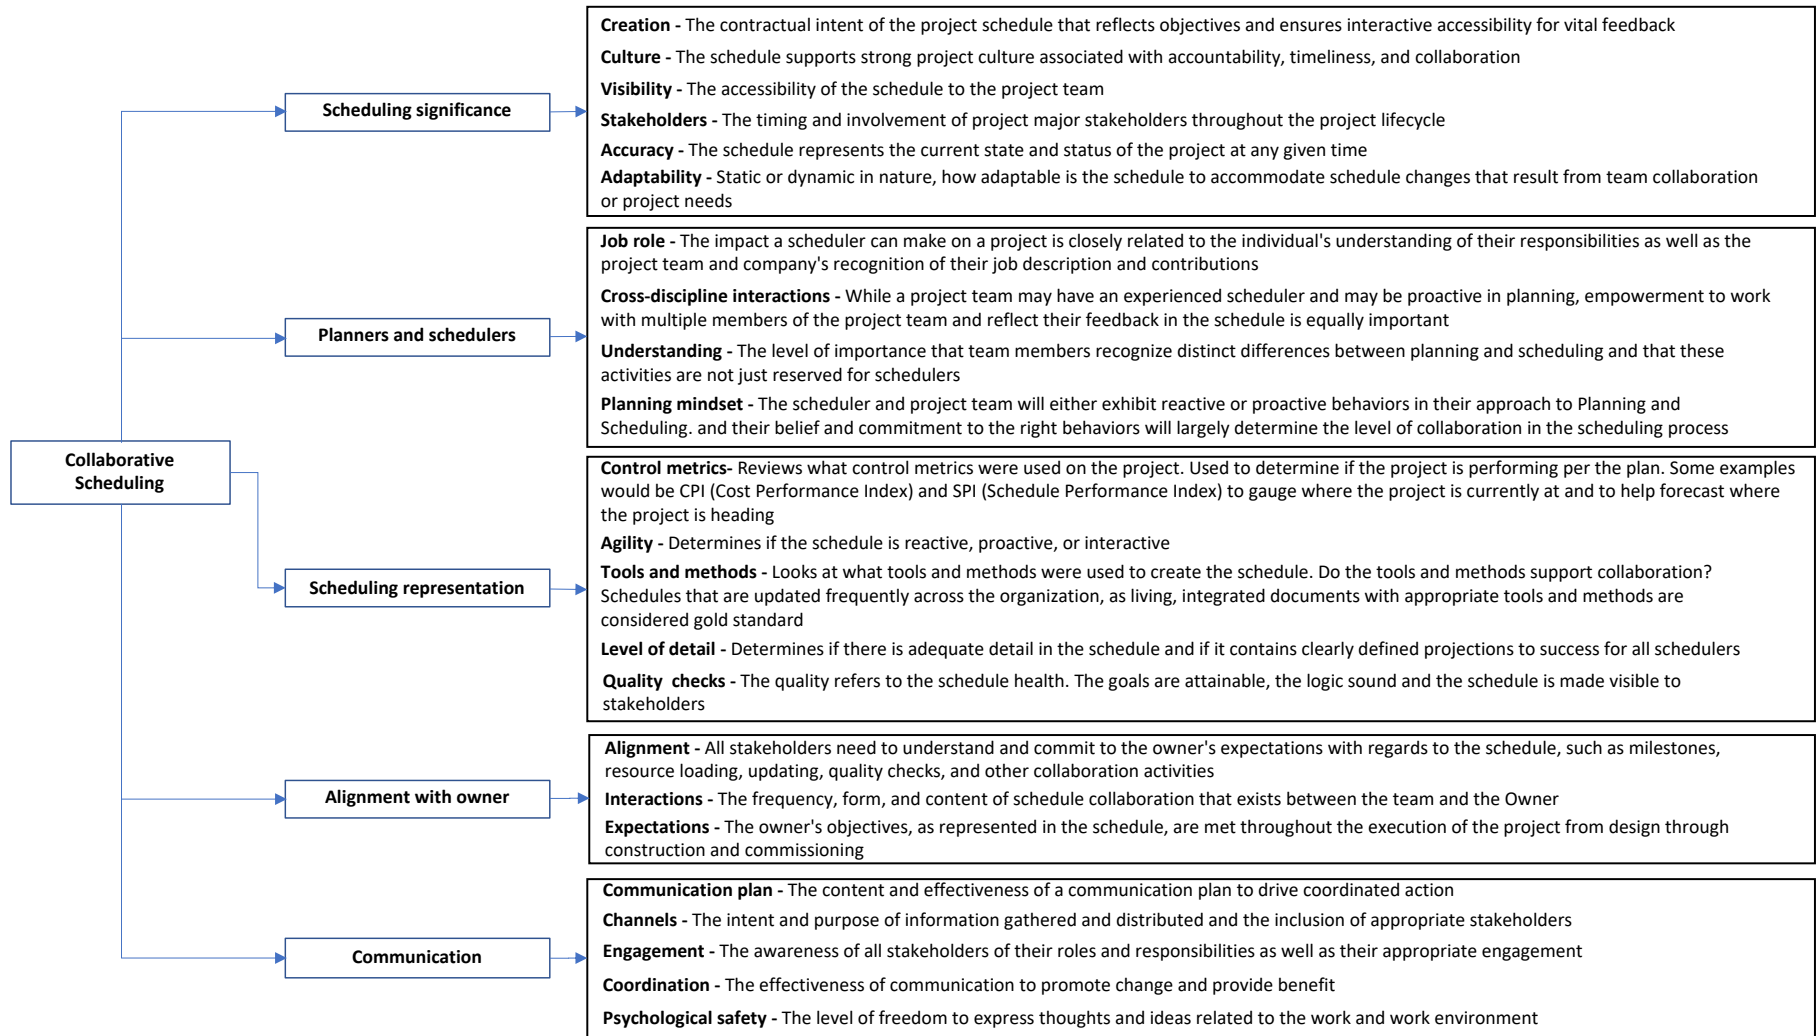 Collaborative
Scheduling
Scheduling significance
Creation - The contractual intent of the project schedule that reflects objectives and ensures interactive accessibility for vital feedback
Culture - The schedule supports strong project culture associated with accountability, timeliness, and collaboration
Visibility - The accessibility of the schedule to the project team
Stakeholders - The timing and involvement of project major stakeholders throughout the project lifecycle
Accuracy - The schedule represents the current state and status of the project at any given time
Adaptability - Static or dynamic in nature, how adaptable is the schedule to accommodate schedule changes that result from team collaboration
or project needs
Planners and schedulers
Job role - The impact a scheduler can make on a project is closely related to the individual's understanding of their responsibilities as well as the
project team and company's recognition of their job description and contributions
Cross-discipline interactions - While a project team may have an experienced scheduler and may be proactive in planning, empowerment to work
with multiple members of the project team and reflect their feedback in the schedule is equally important
Understanding - The level of importance that team members recognize distinct differences between planning and scheduling and that these
activities are not just reserved for schedulers
Planning mindset - The scheduler and project team will either exhibit reactive or proactive behaviors in their approach to Planning and
Scheduling. and their belief and commitment to the right behaviors will largely determine the level of collaboration in the scheduling process
Scheduling representation
Control metrics- Reviews what control metrics were used on the project. Used to determine if the project is performing per the plan. Some examples
would be CPI (Cost Performance Index) and SPI (Schedule Performance Index) to gauge where the project is currently at and to help forecast where
the project is heading
Agility - Determines if the schedule is reactive, proactive, or interactive
Tools and methods - Looks at what tools and methods were used to create the schedule. Do the tools and methods support collaboration?
Schedules that are updated frequently across the organization, as living, integrated documents with appropriate tools and methods are
considered gold standard
Level of detail - Determines if there is adequate detail in the schedule and if it contains clearly defined projections to success for all schedulers
Quality  checks - The quality refers to the schedule health. The goals are attainable, the logic sound and the schedule is made visible to
stakeholders
Alignment with owner
Alignment - All stakeholders need to understand and commit to the owner's expectations with regards to the schedule, such as milestones,
resource loading, updating, quality checks, and other collaboration activities
Interactions - The frequency, form, and content of schedule collaboration that exists between the team and the Owner
Expectations - The owner's objectives, as represented in the schedule, are met throughout the execution of the project from design through
construction and commissioning
Communication
Communication plan - The content and effectiveness of a communication plan to drive coordinated action
Channels - The intent and purpose of information gathered and distributed and the inclusion of appropriate stakeholders
Engagement - The awareness of all stakeholders of their roles and responsibilities as well as their appropriate engagement
Coordination - The effectiveness of communication to promote change and provide benefit
Psychological safety - The level of freedom to express thoughts and ideas related to the work and work environment